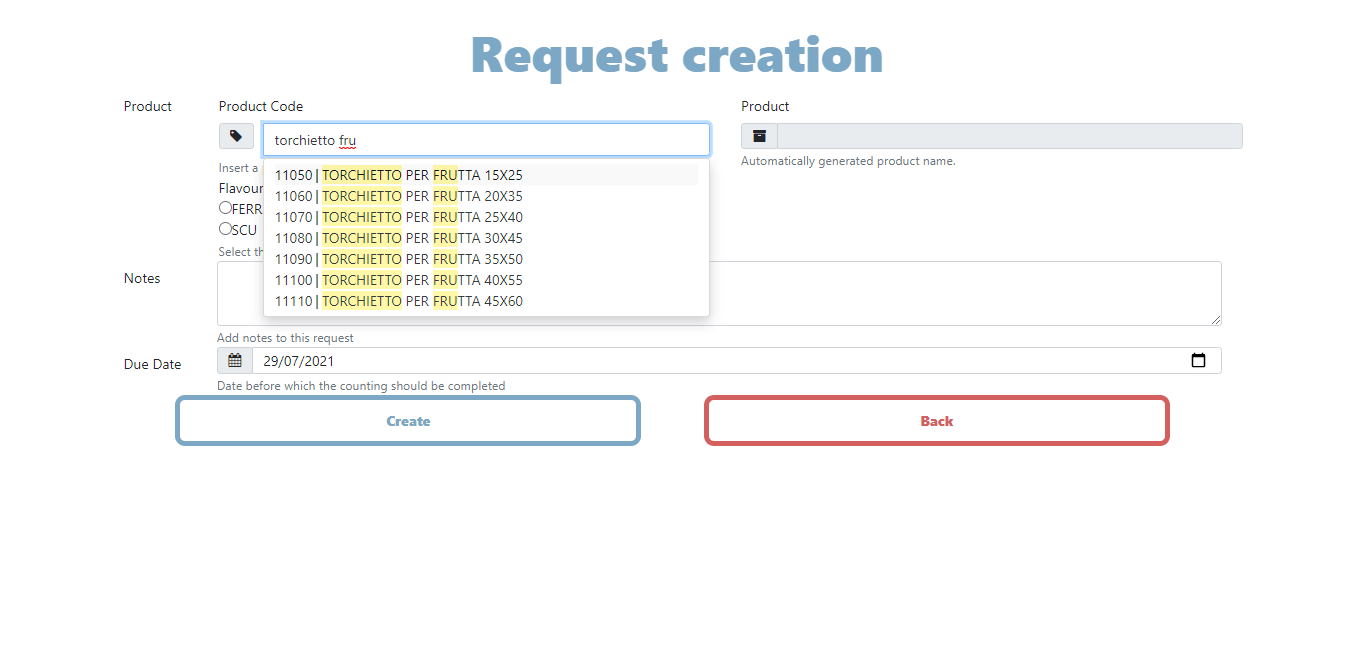 Request creation
Product
Product Code
Product
torchietto fru
Insert a
Automatically generated product name.
11050 | TORCHIETTO PER FRUTTA 15X25
11060 | TORCHIETTO PER FRUTTA 20X35
11070 | TORCHIETTO PER FRUTTA 25X40
11080 | TORCHIETTO PER FRUTTA 30X45
11090 | TORCHIETTO PER FRUTTA 35X50
11100 | TORCHIETTO PER FRUTTA 40X55
11110 | TORCHIETTO PER FRUTTA 45X60
SCU
Select
Notes
Add notes to this request
Due Date
29/07/2021
Date before which the counting should be completed
Create
Back